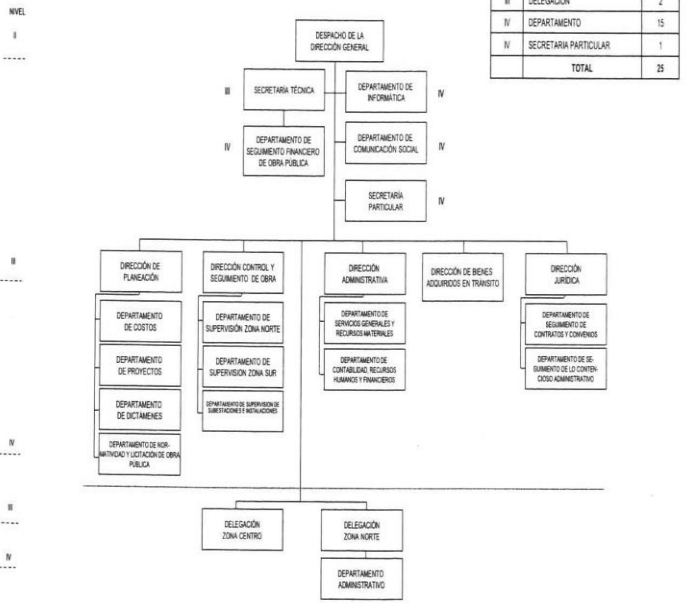 NIVEL
II
III DELEGACIÓN 2
IV DEPARTAMENTO 15
IV SECRETARIA PARTICULAR 1
TOTAL 25
DESPACHO DE LA
DIRECCIÓN GENERAL
III
SECRETARÍA TÉCNICA
DEPARTAMENTO DE
INFORMÁTICA
IV
IV
DEPARTAMENTO DE
SEGUIMIENTO FINANCIERO
DE OBRA PÚBLICA
DEPARTAMENTO DE
COMUNICACIÓN SOCIAL
IV
SECRETARÍA
PARTICULAR
IV
III
DIRECCIÓN DE
PLANEACIÓN
DIRECCIÓN CONTROL Y
SEGUIMIENTO DE OBRA
DIRECCIÓN
ADMINISTRATIVA
DIRECCIÓN DE BIENES
ADQUIRIDOS EN TRÁNSITO
DIRECCIÓN
JURÍDICA
DEPARTAMENTO
DE COSTOS
DEPARTAMENTO DE
SUPERVISIÓN ZONA NORTE
DEPARTAMENTO DE
SERVICIOS GENERALES Y
RECURSOS MATERIALES
DEPARTAMENTO DE
SEGUIMIENTO DE
CONTRATOS Y CONVENIOS
DEPARTAMENTO
DE PROYECTOS
DEPARTAMENTO DE
SUPERVISIÓN ZONA SUR
DEPARTAMENTO DE
CONTABILIDAD, RECURSOS
HUMANOS Y FINANCIEROS
DEPARTAMENTO DE SE-
GUIMIENTO DE LO CONTEN-
CIOSO ADMINISTRATIVO
DEPARTAMENTO
DE DICTÁMENES
DEPARTAMENTO DE SUPERVISIÓN DE
SUBESTACIONES E INSTALACIONES
IV
DEPARTAMENTO DE NOR-
MATIVIDAD Y LICITACIÓN DE OBRA
PÚBLICA
III
DELEGACIÓN
ZONA CENTRO
DELEGACIÓN
ZONA NORTE
IV
DEPARTAMENTO
ADMINISTRATIVO